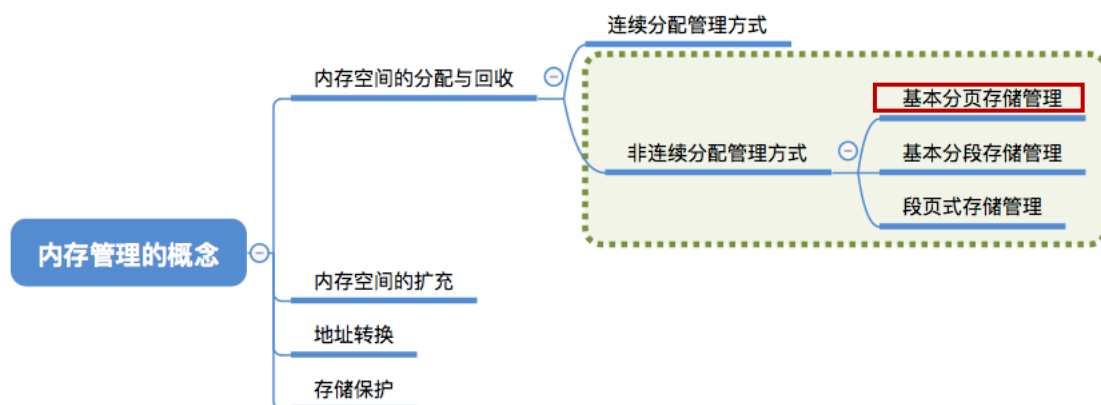 连续分配管理方式
内存空间的分配与回收
基本分页存储管理
非连续分配管理方式
基本分段存储管理
段页式存储管理
内存管理的概念
内存空间的扩充
地址转换
存储保护